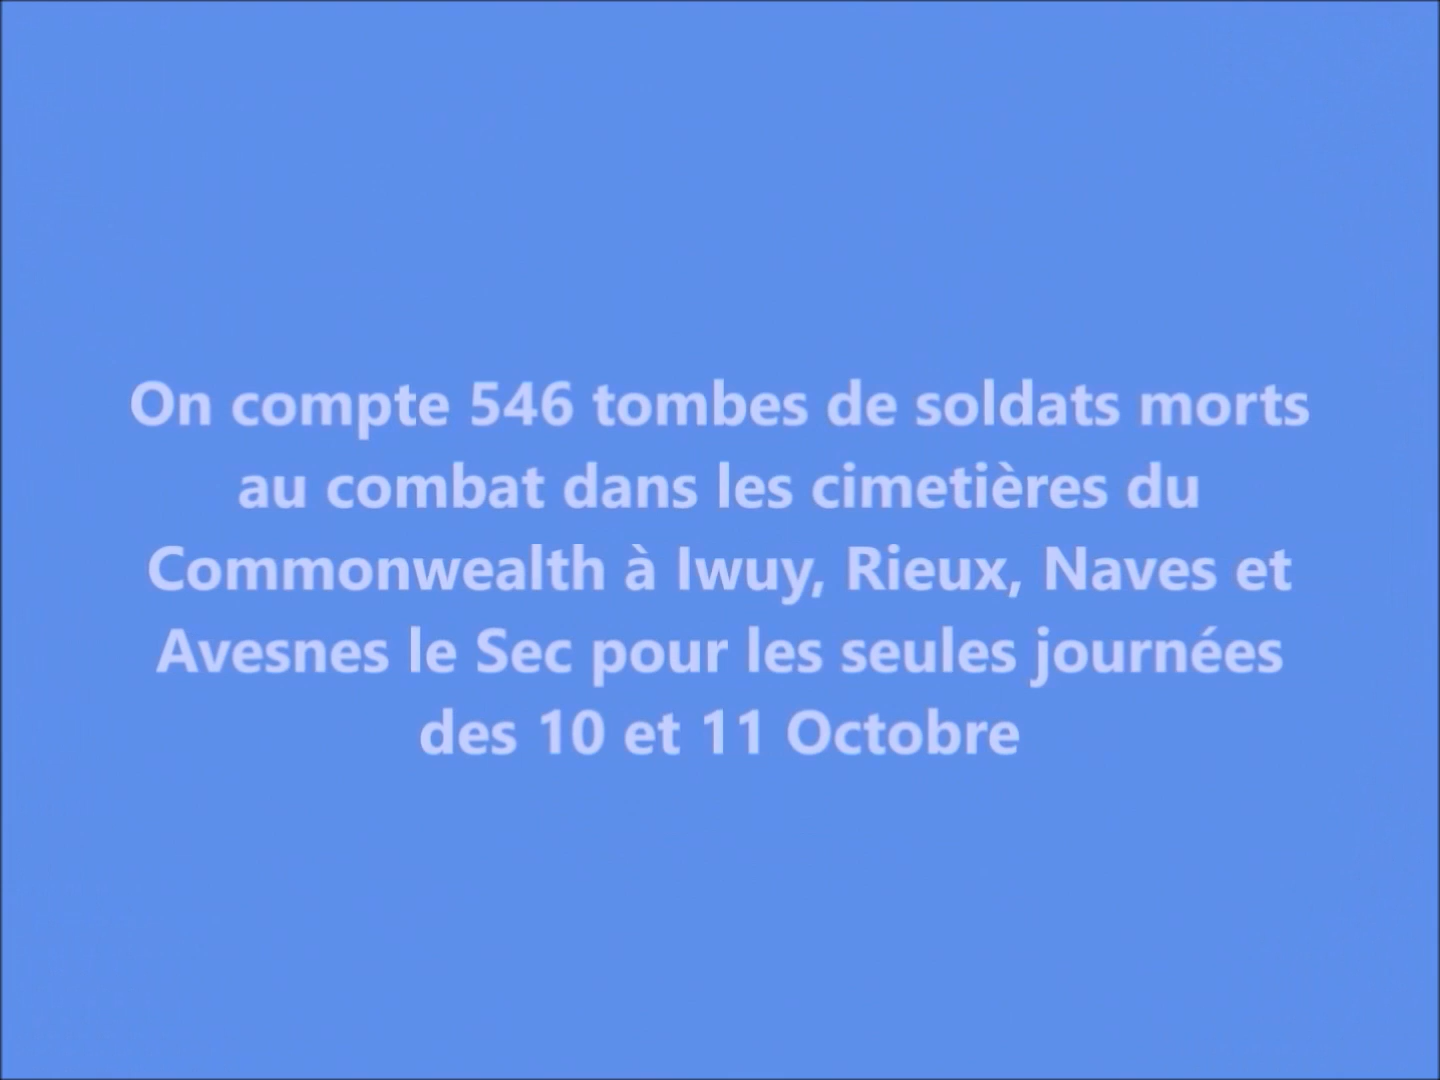 On compte 546 tombes de soldats morts
au combat dans les cimetières du
Commonwealth à Iwuy, Rieux, Naves et
Avesnes le Sec pour les seules journées
des 10 et 11 Octobre